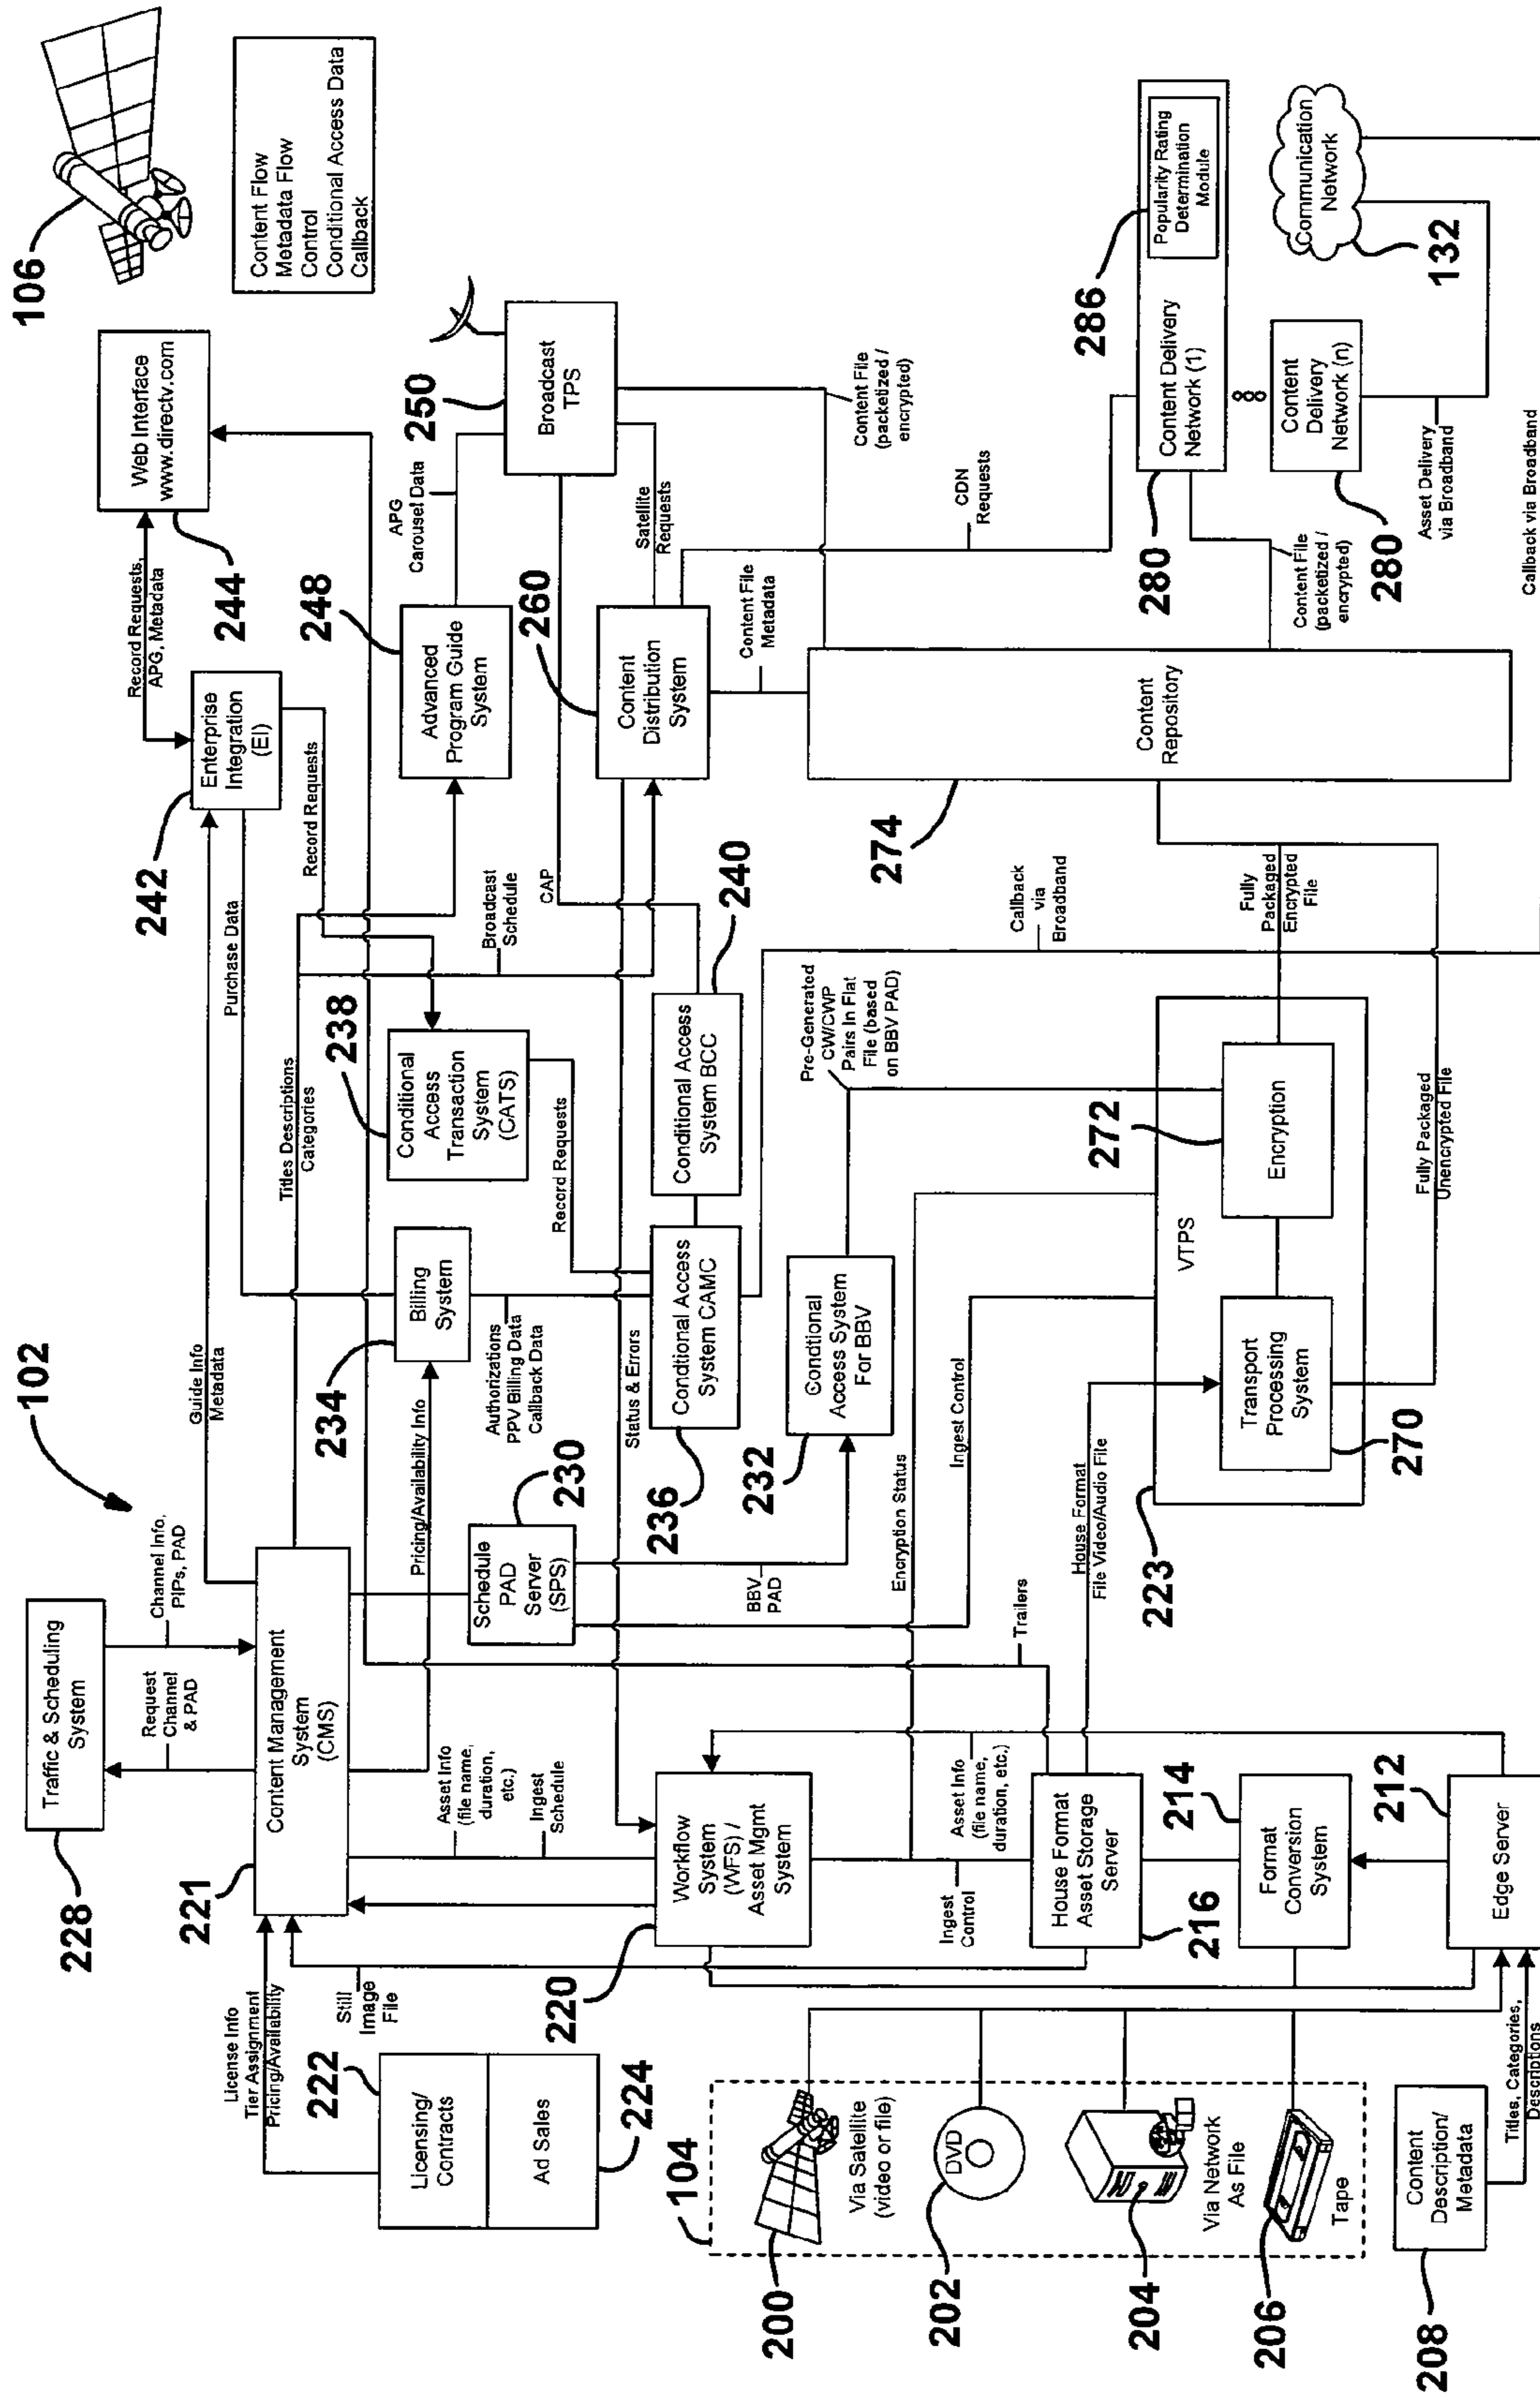 102
106
228
Traffic & Scheduling
System
Request
Channel
& PAD
Channel Info,
PIPs, PAD
221
Content Management
System
(CMS)
License Info
Tier Assignment
Pricing/Availability
222
Licensing/
Contracts
Ad Sales
224
Still
Image
File
Guide Info
Metadata
242
Enterprise
Integration
(EI)
Record Requests,
APG, Metadata
244
Web Interface
www.directv.com
Content Flow
Metadata Flow
Control
Conditional Access Data
Callback
Purchase Data
Record Requests
Titles Descriptions
Categories
Pricing/Availability Info
234
Billing
System
238
Conditional
Access
Transaction
System
(CATS)
248
Advanced
Program Guide
System
APG
Carousel Data
250
Broadcast
TPS
Broadcast
Schedule
CAP
Satellite
Requests
260
Content
Distribution
System
Asset Info
(file name,
duration,
etc.)
Ingest
Schedule
Schedule
PAD
Server
(SPS)
230
Authorizations
PPV Billing Data
Callback Data
Record Requests
Status & Errors
236
Condtional Access
System CAMC
Conditional Access
System BCC
240
220
Workflow
System
(WFS) /
Asset Mgmt
System
BBV
PAD
232
Condtional
Access System
For BBV
Pre-Generated
CW/CWP
Pairs In Flat
File (based
on BBV PAD)
Callback
via
Broadband
Content File
Metadata
CDN
Requests
Content File
(packetized /
encrypted)
274
Content
Repository
Encryption Status
Ingest Control
Trailers
Ingest
Control
Asset Info
(file name,
duration, etc.)
House Format
Asset Storage
Server
216
House Format
File Video/Audio File
223
VTPS
Transport
Processing
System
270
272
Encryption
Fully
Packaged
Encrypted
File
Fully Packaged
Unencrypted File
286
Content Delivery
Network (1)
Popularity Rating
Determination
Module
280
Content File
(packetized /
encrypted)
Content
Delivery
Network (n)
280
Communication
Network
132
Asset Delivery
via Broadband
Callback via Broadband
214
Format
Conversion
System
212
Edge Server
104
200
Via Satellite
(video or file)
202
DVD
204
Via Network
As File
206
Tape
208
Content
Description/
Metadata
Titles, Categories,
Descriptions